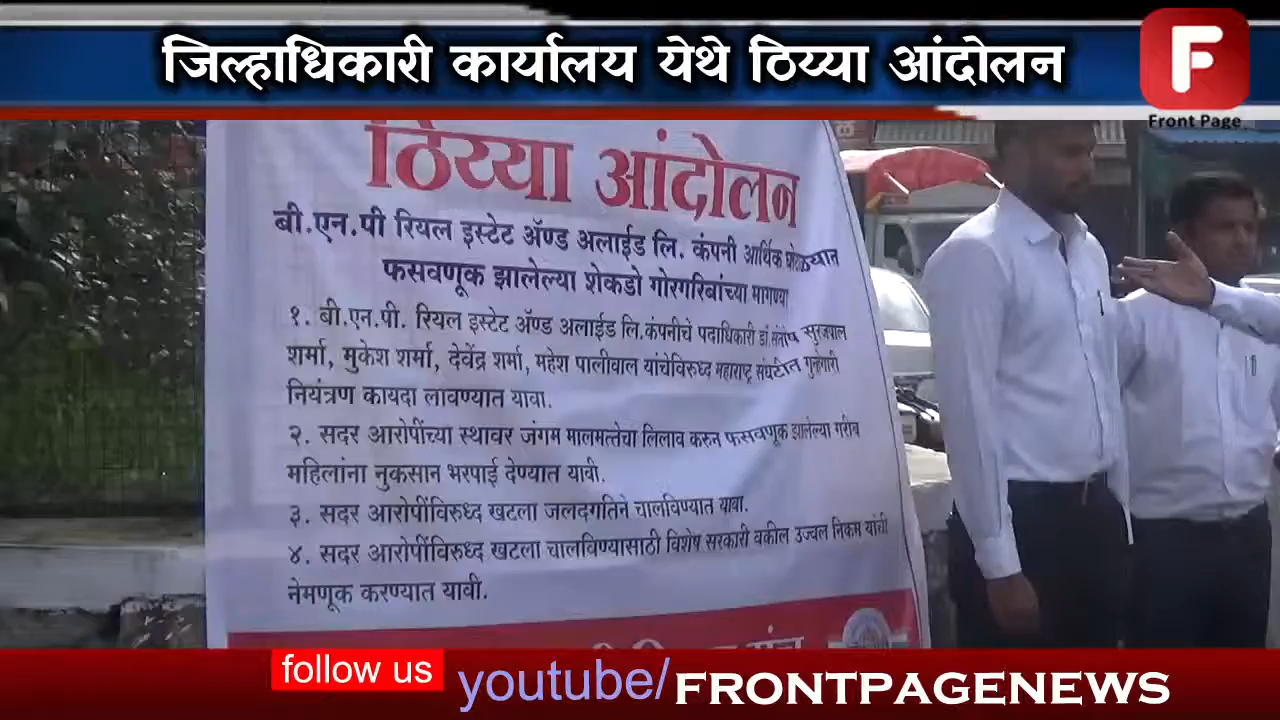 जिल्हाधिकारी कार्यालय येथे ठिय्या आंदोलन
F
Front Page
ठिय्या आंदोलन
बी.एन.पी रियल इस्टेट ॲण्ड अलाईड लि. कंपनी आर्थिक घोटाळ्यात
फसवणूक झालेल्या शेकडो गोरगरिबांच्या मागण्या
१. बी.एन.पी. रियल इस्टेट ॲण्ड अलाईड लि.कंपनीचे पदाधिकारी डॉ.संतोष सुरजपाल
शर्मा, मुकेश शर्मा, देवेंद्र शर्मा, महेश पालीवाल यांचेविरुध्द महाराष्ट्र संघटीत गुन्हेगारी
नियंत्रण कायदा लावण्यात यावा.
२. सदर आरोपींच्या स्थावर जंगम मालमत्तेचा लिलाव करुन फसवणूक झालेल्या गरीब
महिलांना नुकसान भरपाई देण्यात यावी.
३. सदर आरोपींविरुध्द खटला जलदगतिने चालविण्यात यावा.
४. सदर आरोपींविरुध्द खटला चालविण्यासाठी विशेष सरकारी वकील उज्वल निकम यांची
नेमणूक करण्यात यावी.
follow us
youtube/FRONTPAGENEWS